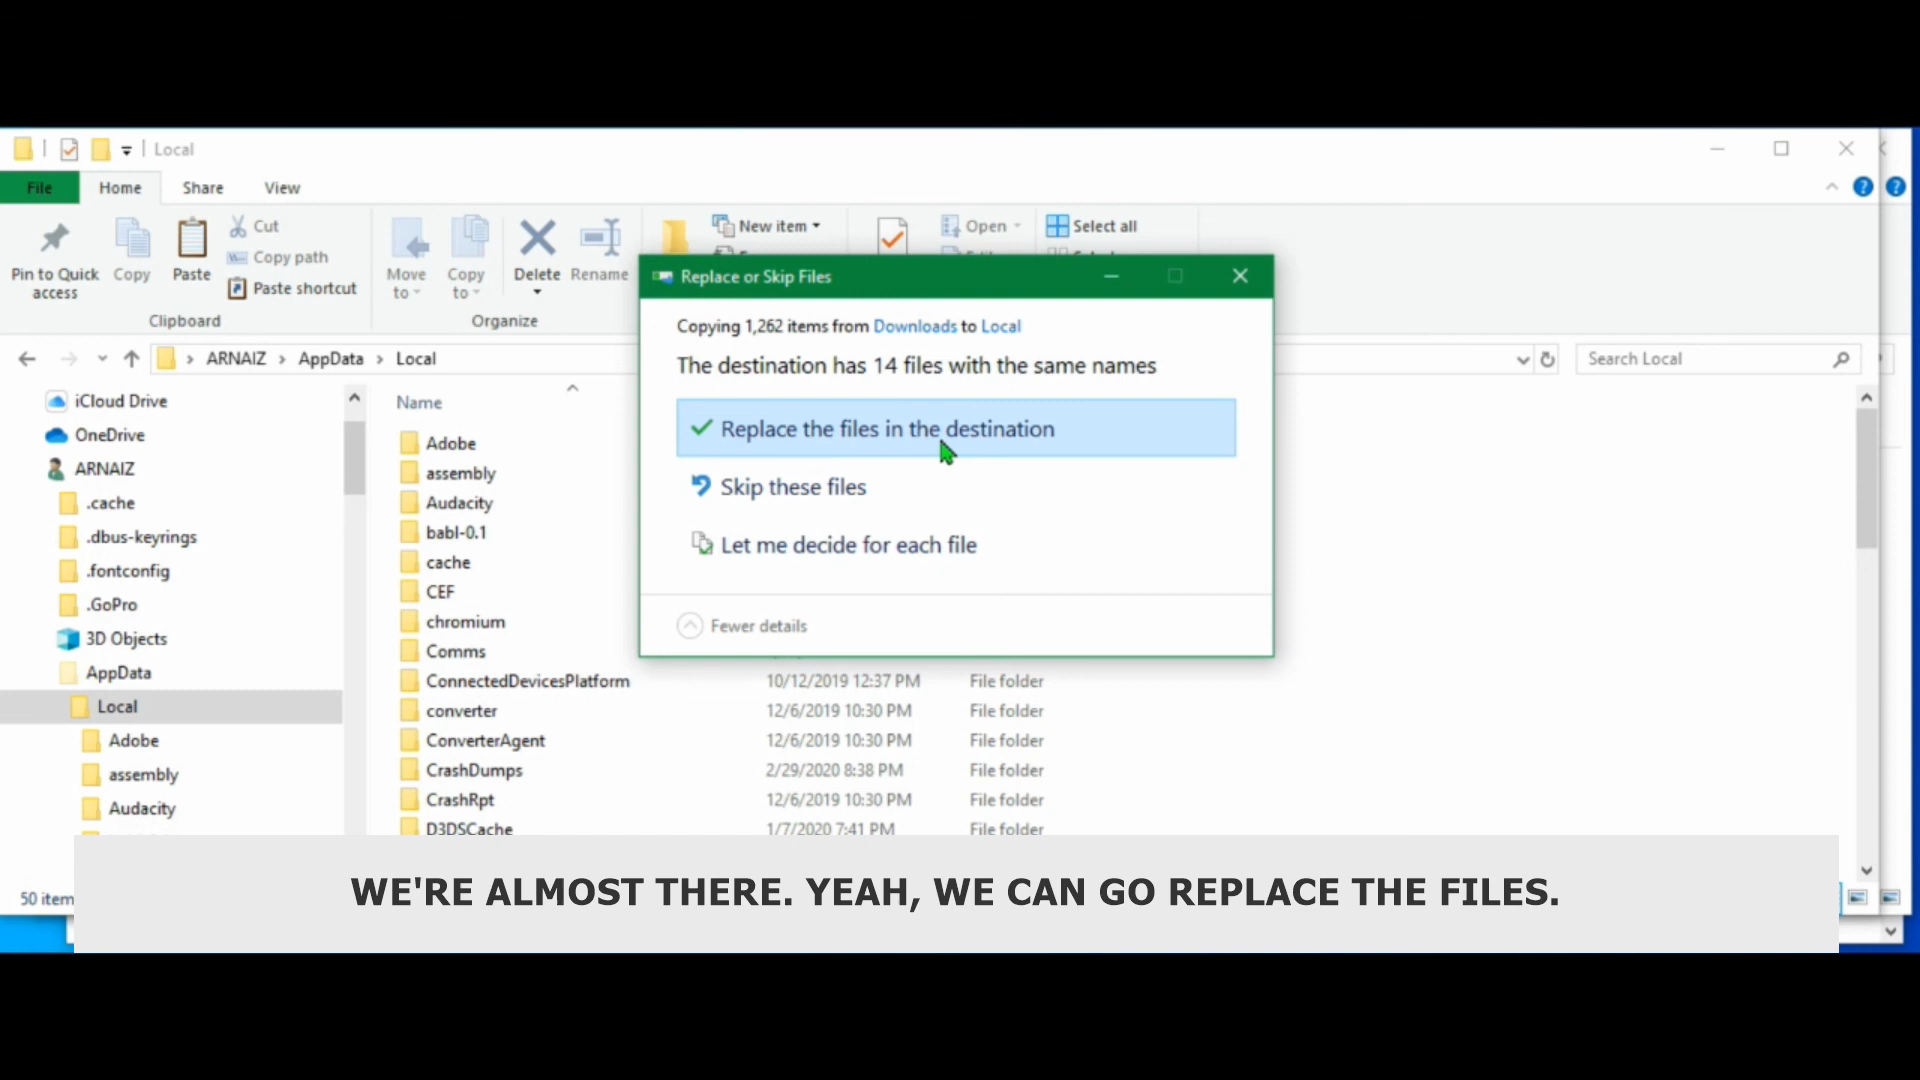 Local
File Home Share View
Pin to Quick access
Copy
Paste
Cut
Copy path
Paste shortcut
Clipboard
Move to
Copy to
Delete
Rename
Organize
New item
Open
Select all
ARNAIZ > AppData > Local
Search Local
iCloud Drive
OneDrive
ARNAIZ
.cache
.dbus-keyrings
.fontconfig
.GoPro
3D Objects
AppData
Local
Adobe
assembly
Audacity
Name
Adobe
assembly
Audacity
babl-0.1
cache
CEF
chromium
Comms
ConnectedDevicesPlatform 10/12/2019 12:37 PM File folder
converter 12/6/2019 10:30 PM File folder
ConverterAgent 12/6/2019 10:30 PM File folder
CrashDumps 2/29/2020 8:38 PM File folder
CrashRpt 12/6/2019 10:30 PM File folder
D3DSCache 1/7/2020 7:41 PM File folder
Replace or Skip Files
Copying 1,262 items from Downloads to Local
The destination has 14 files with the same names
Replace the files in the destination
Skip these files
Let me decide for each file
Fewer details
50 item
WE'RE ALMOST THERE. YEAH, WE CAN GO REPLACE THE FILES.